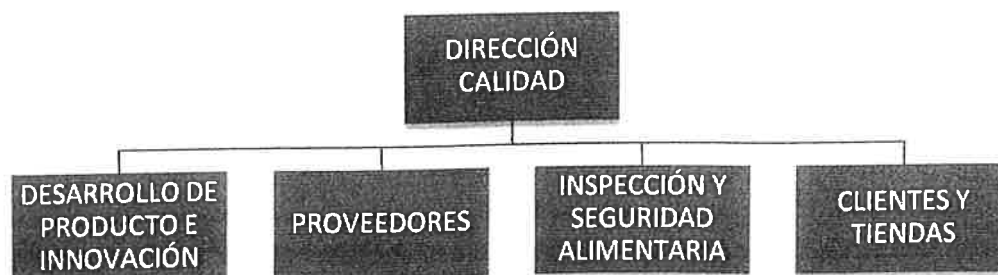 DIRECCIÓN
CALIDAD
DESARROLLO DE
PRODUCTO E
INNOVACIÓN
PROVEEDORES
INSPECCIÓN Y
SEGURIDAD
ALIMENTARIA
CLIENTES Y
TIENDAS